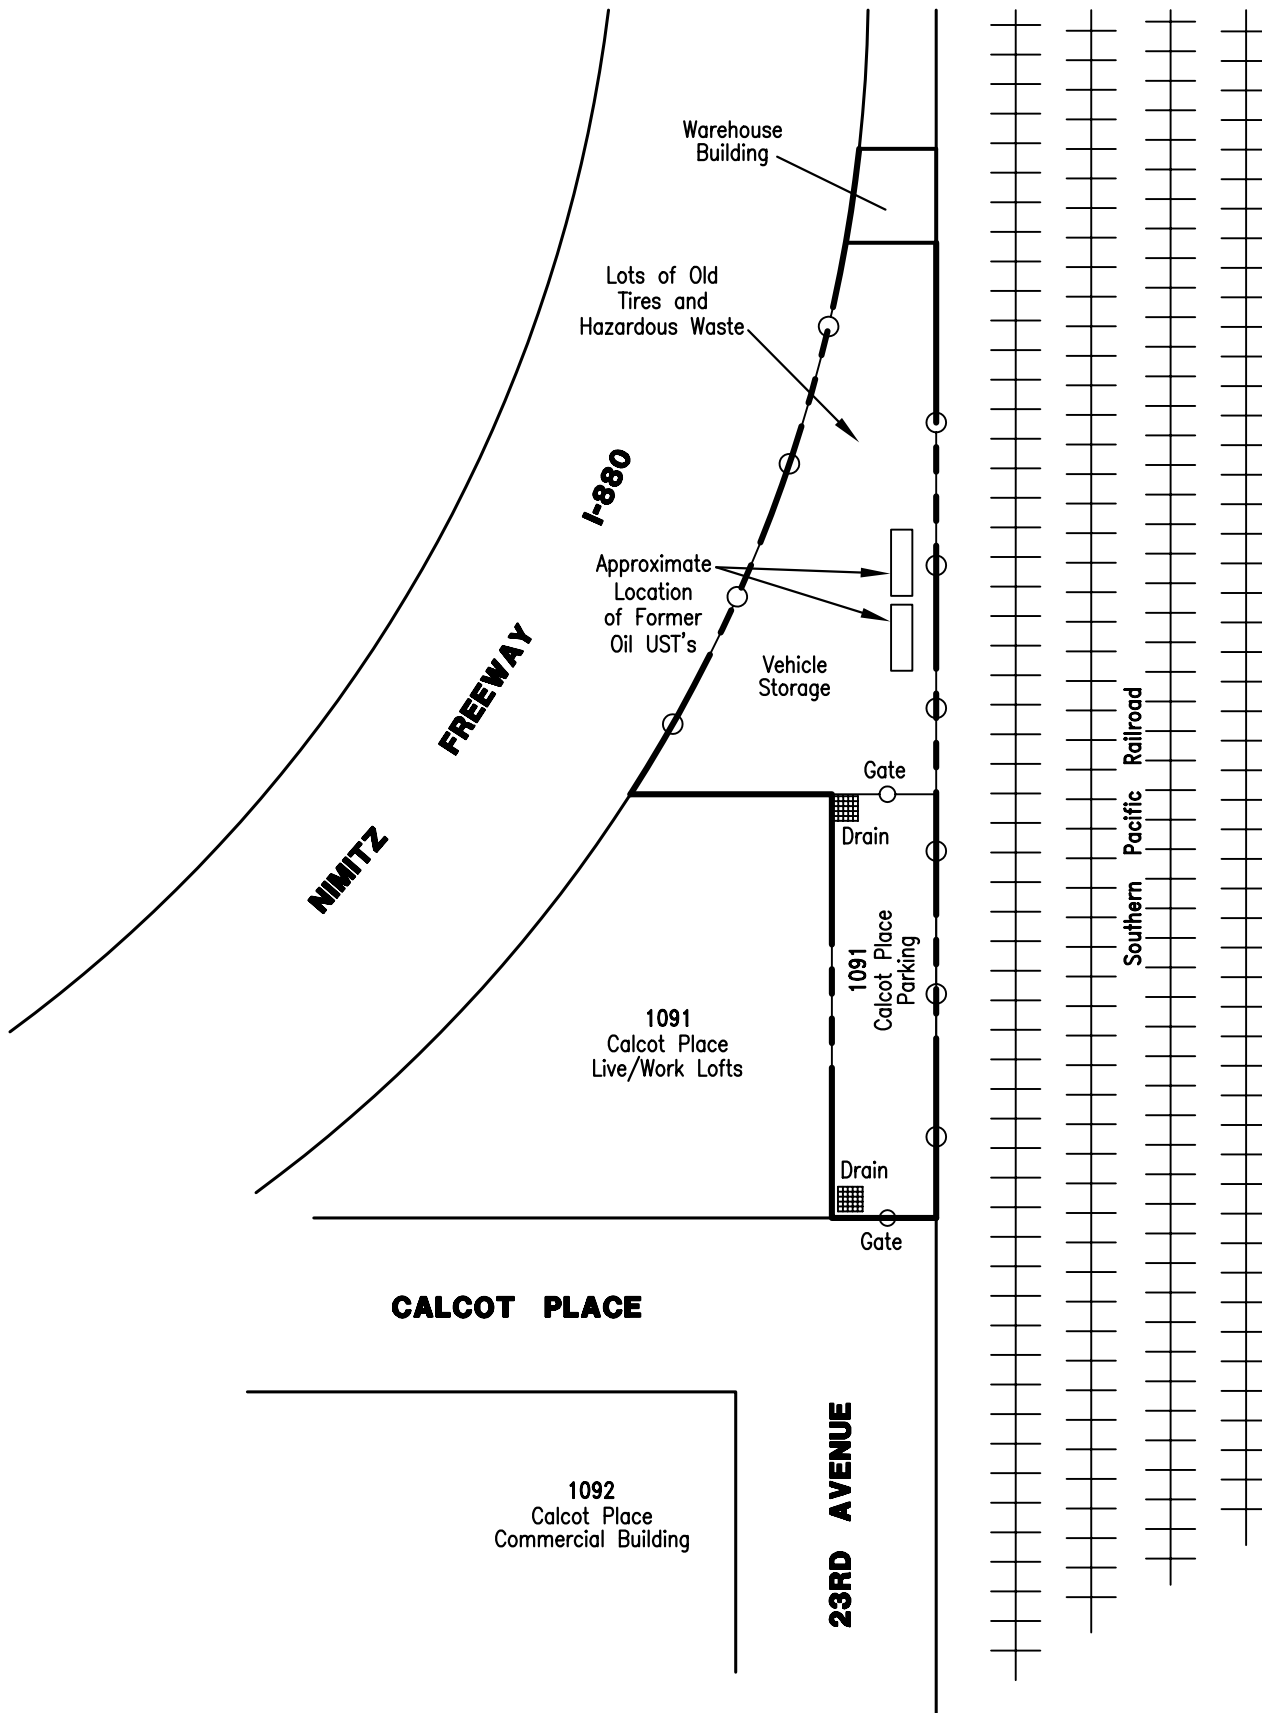 Warehouse
Building
Lots of Old
Tires and
Hazardous Waste
I-880
Approximate
Location
of Former
Oil UST's
FREEWAY
Vehicle
Storage
Southern Pacific Railroad
Gate
Drain
NIMITZ
1091
Calcot Place
Parking
1091
Calcot Place
Live/Work Lofts
Drain
Gate
CALCOT PLACE
23RD AVENUE
1092
Calcot Place
Commercial Building